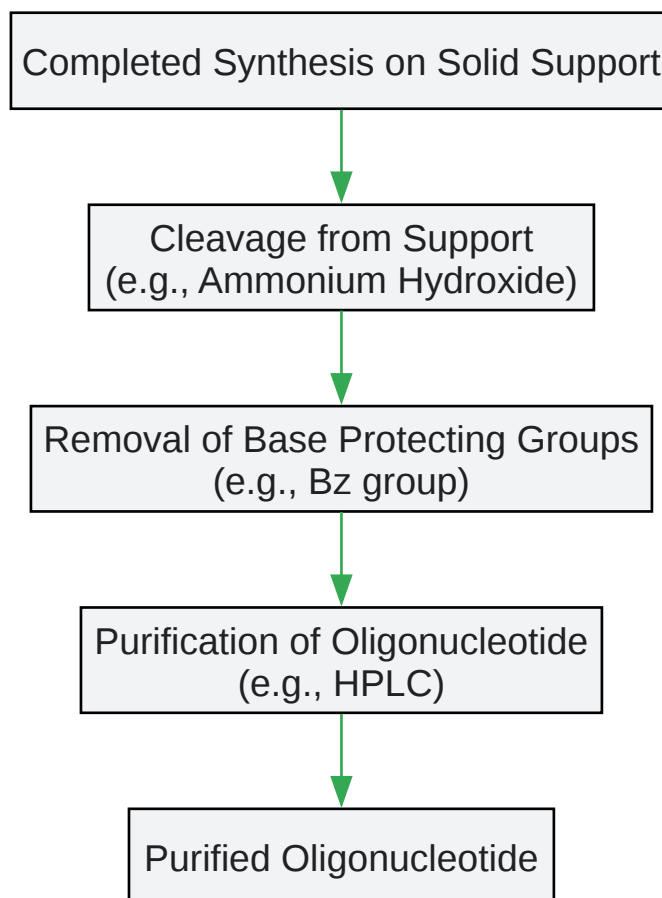 Completed Synthesis on Solid Support
Cleavage from Support
(e.g., Ammonium Hydroxide)
Removal of Base Protecting Groups
(e.g., Bz group)
Purification of Oligonucleotide
(e.g., HPLC)
Purified Oligonucleotide